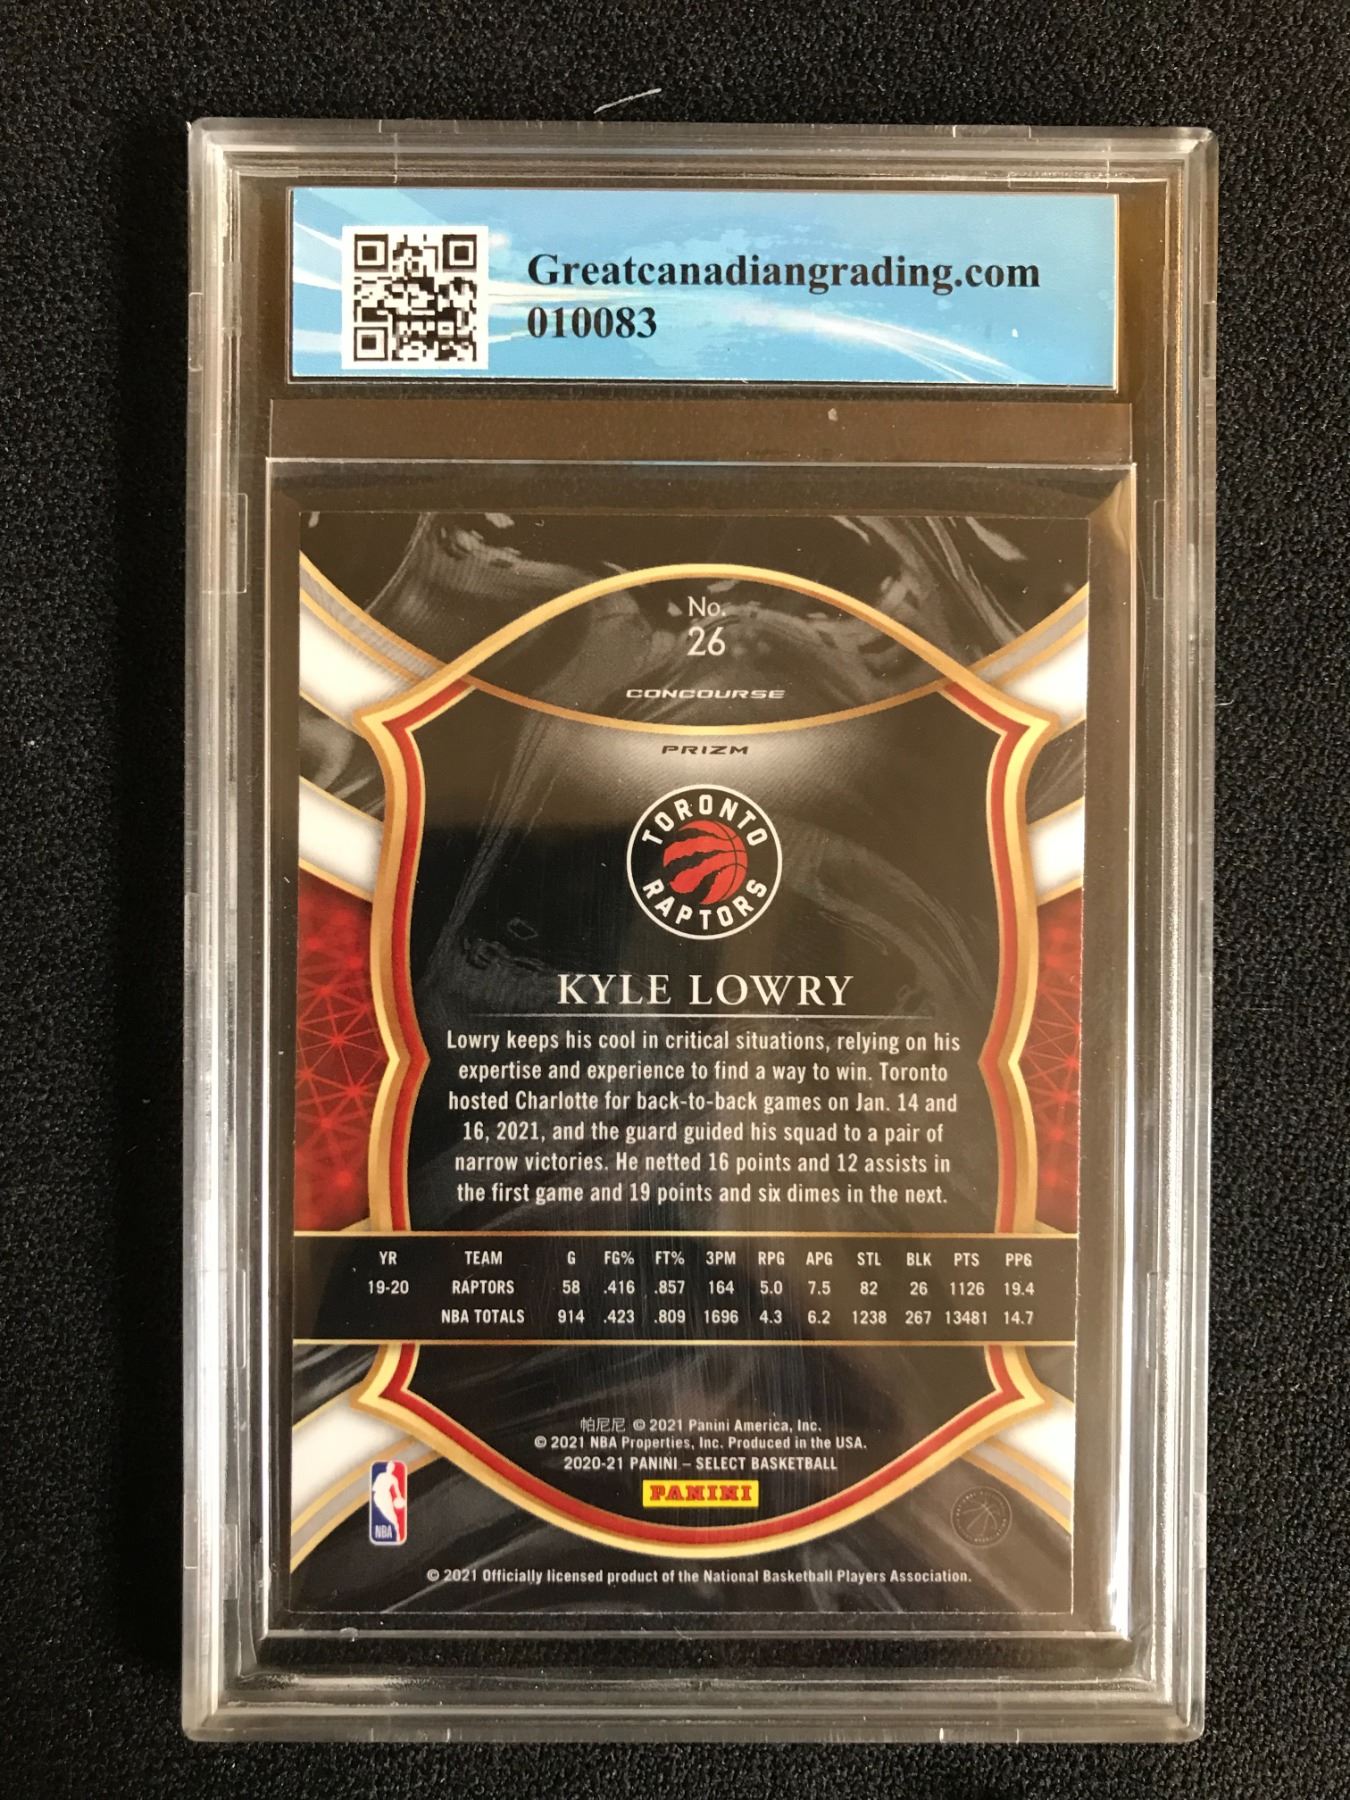 Greatcanadiangrading.com
010083
No.
26
CONCOURSE
PRIZM
TORONTO
RAPTORS
KYLE LOWRY
Lowry keeps his cool in critical situations, relying on his
expertise and experience to find a way to win. Toronto
hosted Charlotte for back-to-back games on Jan. 14 and
16, 2021, and the guard guided his squad to a pair of
narrow victories. He netted 16 points and 12 assists in
the first game and 19 points and six dimes in the next.
YR TEAM G FG% FT% 3PM RPG APG STL BLK PTS PPG
19-20 RAPTORS 58 .416 .857 164 5.0 7.5 82 26 1126 19.4
NBA TOTALS 914 .423 .809 1696 4.3 6.2 1238 267 13481 14.7
帕尼尼 © 2021 Panini America, Inc.
© 2021 NBA Properties, Inc. Produced in the USA.
2020-21 PANINI – SELECT BASKETBALL
PANINI
NBA
© 2021 Officially licensed product of the National Basketball Players Association.